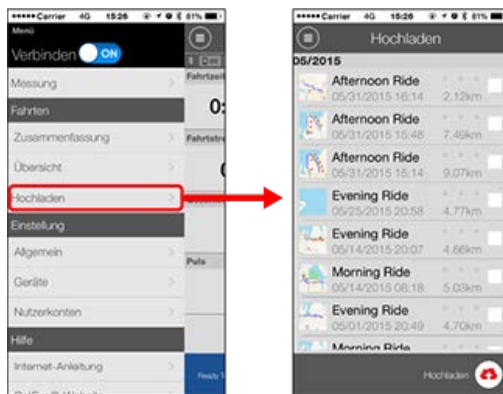 Carrier 4G 15:26 81%
Menü
Verbinden ON
Messung
Fahrten
Zusammenfassung
Übersicht
Hochladen
Einstellung
Allgemein
Geräte
Nutzerkonten
Hilfe
Internet-Anleitung
Fahrtzeit
0:
Fahrtstre
Puls
Ready T
Carrier 4G 15:26 81%
Hochladen
05/2015
Afternoon Ride
05/31/2015 16:14 2.12km
Afternoon Ride
05/31/2015 15:48 7.49km
Afternoon Ride
05/31/2015 15:14 9.07km
Evening Ride
05/25/2015 20:58 4.77km
Evening Ride
05/14/2015 20:07 4.66km
Morning Ride
05/14/2015 08:18 5.03km
Evening Ride
05/01/2015 20:49 4.70km
Morning Ride
Hochladen